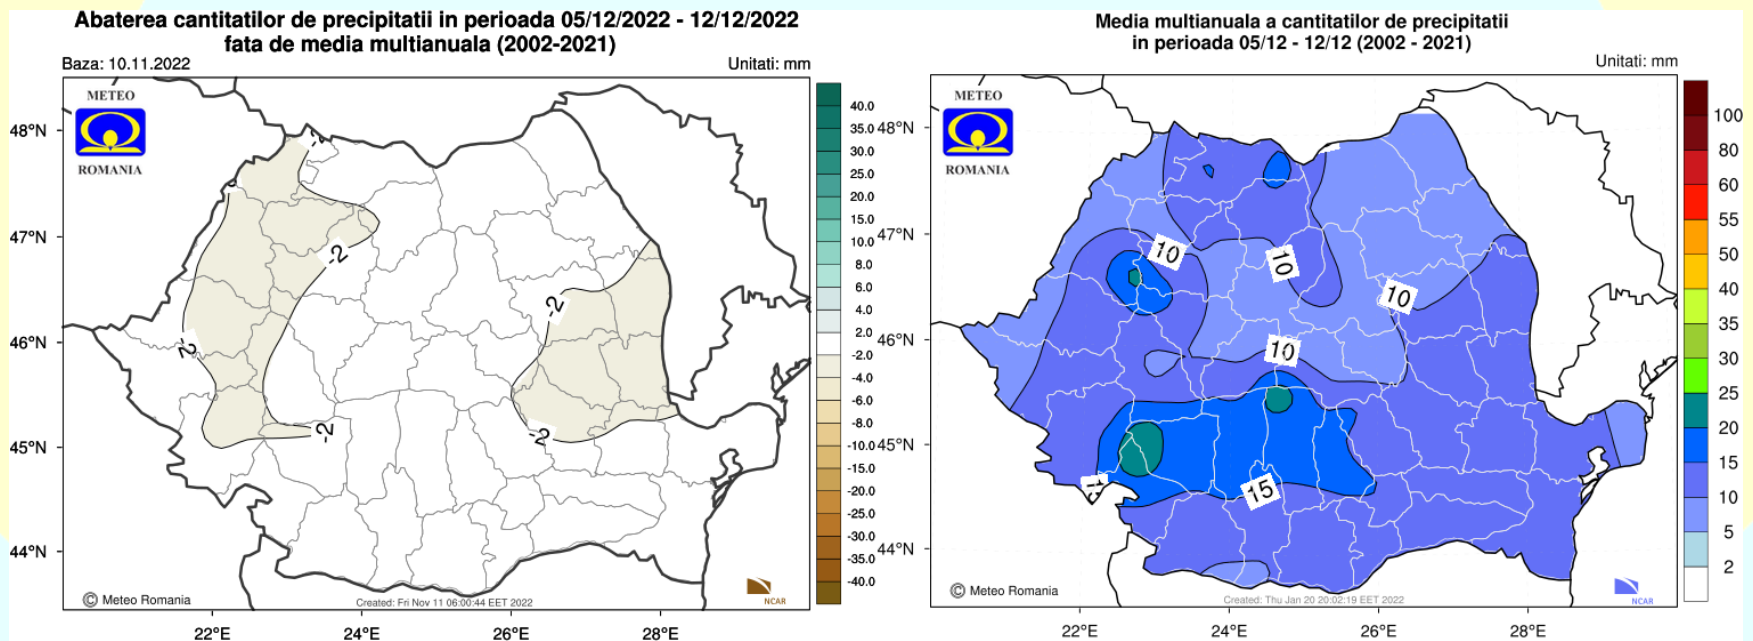 Abaterea cantitatilor de precipitatii in perioada 05/12/2022 - 12/12/2022
fata de media multianuala (2002-2021)
Baza: 10.11.2022
Unitati: mm
METEO
ROMANIA
48°N
47°N
46°N
45°N
44°N
22°E
24°E
26°E
28°E
-2
-2
-2
-2
-2
40.0
35.0
30.0
25.0
20.0
15.0
10.0
8.0
6.0
4.0
2.0
-2.0
-4.0
-6.0
-8.0
-10.0
-15.0
-20.0
-25.0
-30.0
-35.0
-40.0
© Meteo Romania
Created: Fri Nov 11 06:00:44 EET 2022
NCAR
Media multianuala a cantitatilor de precipitatii
in perioada 05/12 - 12/12 (2002 - 2021)
Unitati: mm
METEO
ROMANIA
48°N
47°N
46°N
45°N
44°N
22°E
24°E
26°E
28°E
10
10
10
10
15
100
80
60
55
50
40
35
30
25
20
15
10
5
2
© Meteo Romania
Created: Thu Jan 20 20:02:19 EET 2022
NCAR